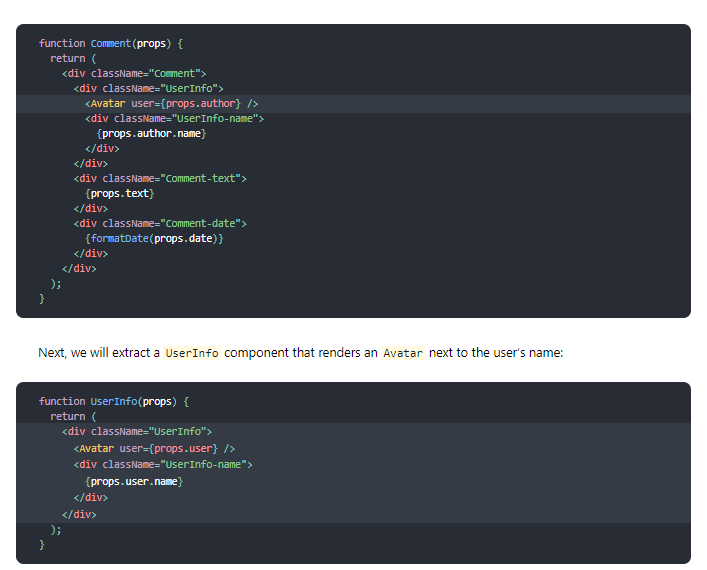 function Comment(props) {
  return (
    <div className="Comment">
      <div className="UserInfo">
        <Avatar user={props.author} />
        <div className="UserInfo-name">
          {props.author.name}
        </div>
      </div>
      <div className="Comment-text">
        {props.text}
      </div>
      <div className="Comment-date">
        {formatDate(props.date)}
      </div>
    </div>
  );
}
Next, we will extract a UserInfo component that renders an Avatar next to the user's name:
function UserInfo(props) {
  return (
    <div className="UserInfo">
      <Avatar user={props.user} />
      <div className="UserInfo-name">
        {props.user.name}
      </div>
    </div>
  );
}